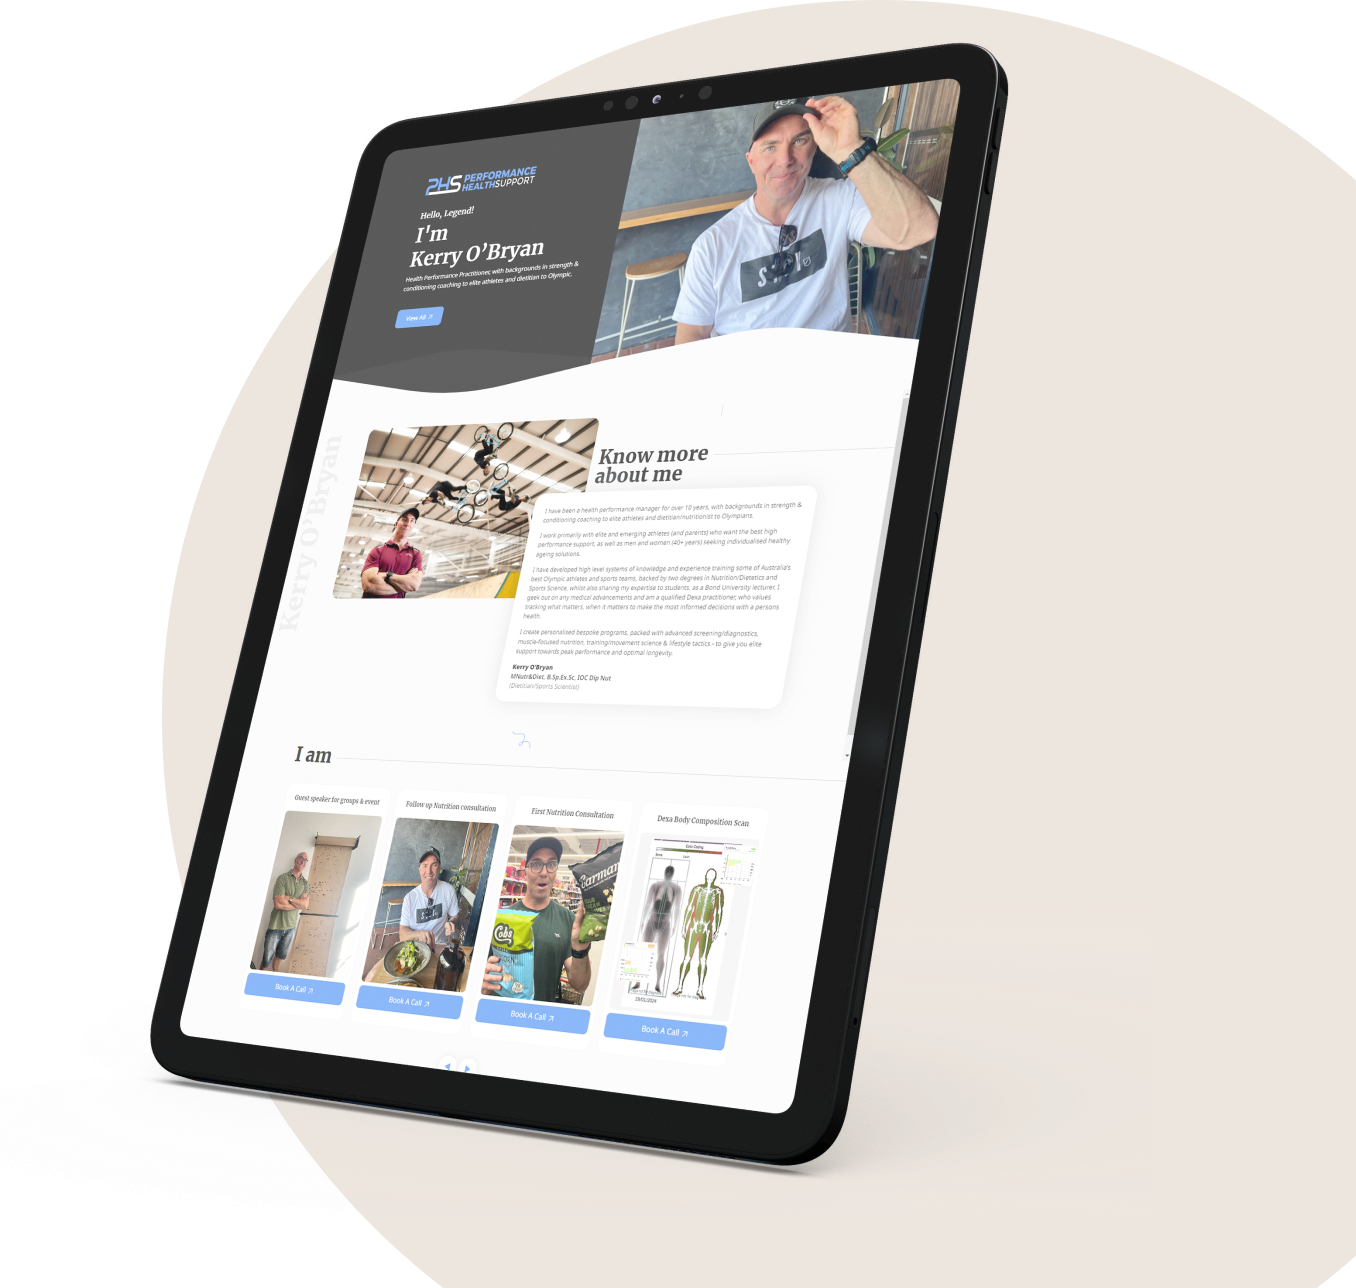 PHS PERFORMANCE
HEALTHSUPPORT
Hello, Legend!
I'm
Kerry O’Bryan
Health Performance Practitioner, with backgrounds in strength &
conditioning coaching to elite athletes and dietitian to Olympic.
View All
Kerry O’Bryan
Know more
about me
I have been a health performance manager for over 10 years, with backgrounds in strength &
conditioning coaching to elite athletes and dietitian/nutritionist to Olympians.
I work primarily with elite and emerging athletes (and parents) who want the best high
performance support, as well as men and women (40+ years) seeking individualised healthy
ageing solutions.
I have developed high level systems of knowledge and experience training some of Australia's
best Olympic athletes and sports teams, backed by two degrees in Nutrition/Dietetics and
Sports Science, whilst also sharing my expertise to students, as a Bond University lecturer. I
geek out on any medical advancements and am a qualified Dexa practitioner, who values
tracking what matters, when it matters to make the most informed decisions with a persons
health.
I create personalised bespoke programs, packed with advanced screening/diagnostics,
muscle-focused nutrition, training/movement science & lifestyle tactics - to give you elite
support towards peak performance and optimal longevity.
Kerry O'Bryan
MNutr&Diet, B.Sp.Ex.Sc, IOC Dip Nut
(Dietitian/Sports Scientist)
I am
Guest speaker for groups & event
Follow up Nutrition consultation
First Nutrition Consultation
Dexa Body Composition Scan
Cobs
Book A Call
Book A Call
Book A Call
Book A Call